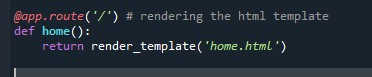 @app.route('/') # rendering the html template
def home():
    return render_template('home.html')